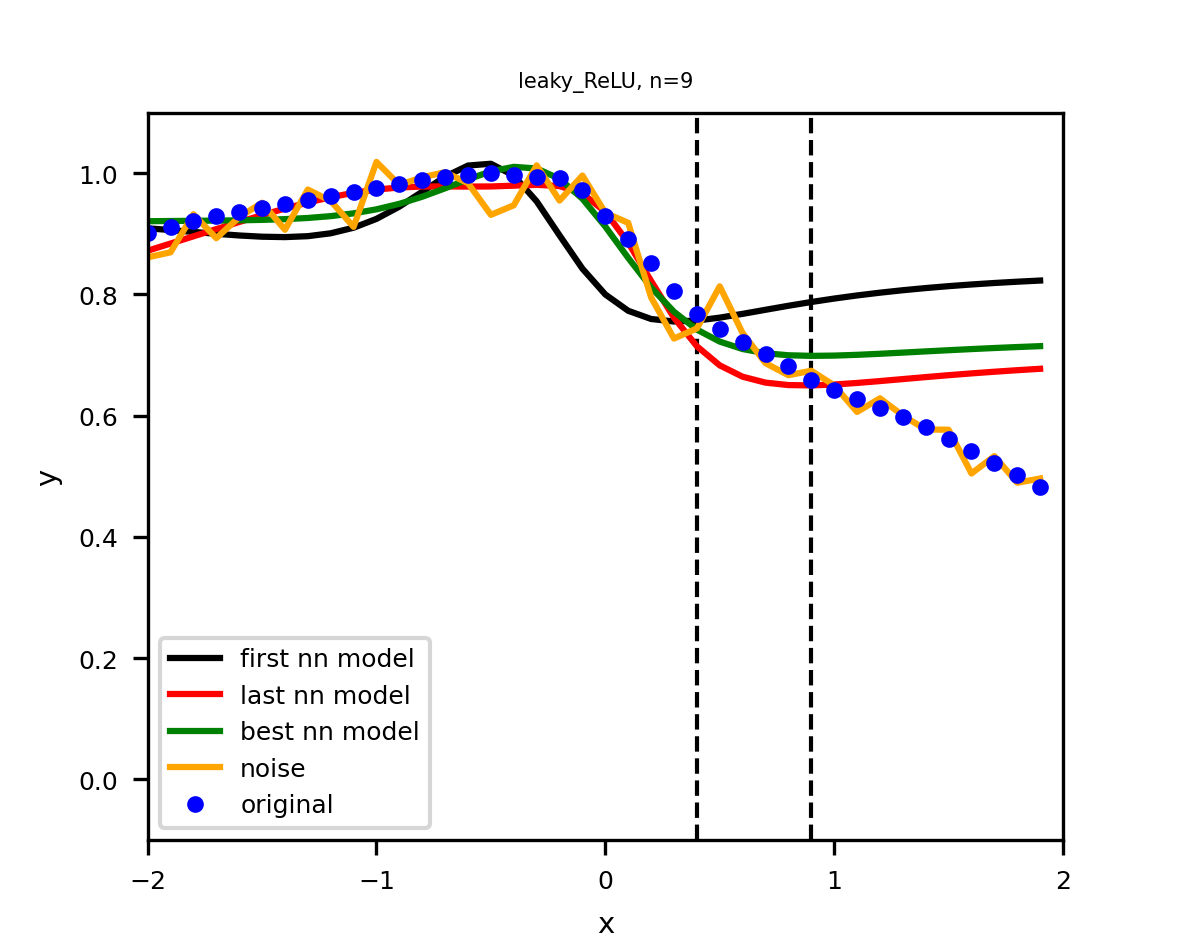 leaky_ReLU, n=9
1.0
0.8
0.6
0.4
0.2
0.0
y
first nn model
last nn model
best nn model
noise
original
−2
−1
0
1
2
x